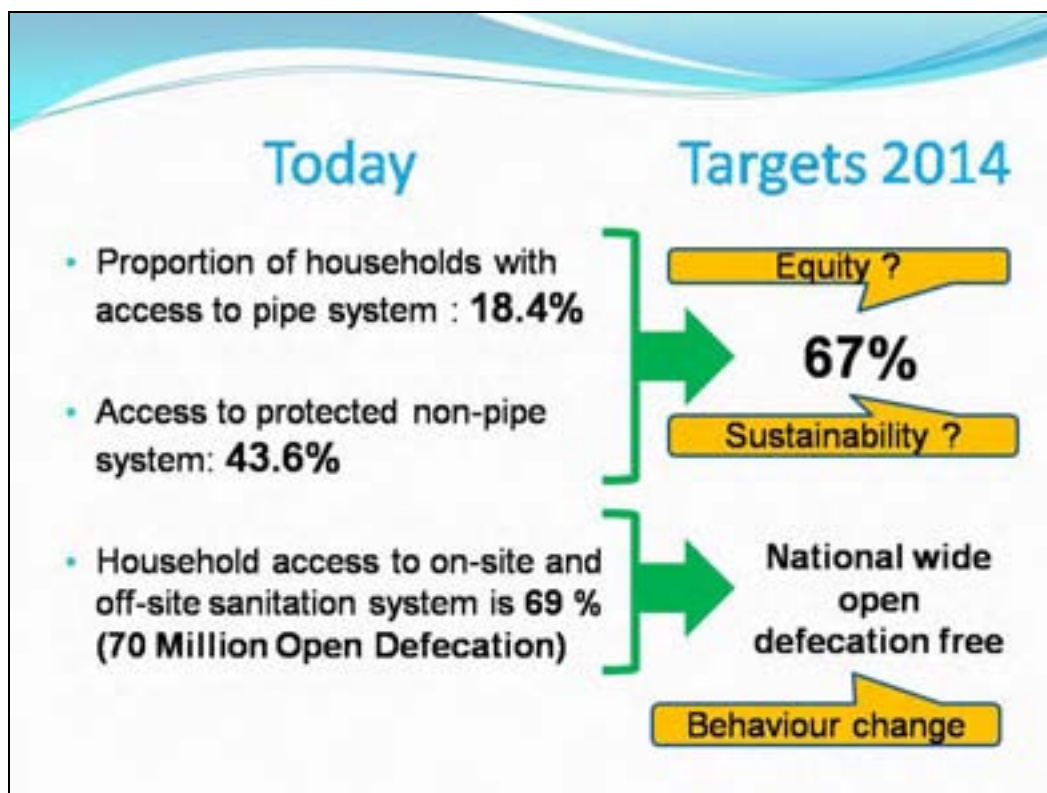 Today
• Proportion of households with
access to pipe system : 18.4%
• Access to protected non-pipe
system: 43.6%
• Household access to on-site and
off-site sanitation system is 69 %
(70 Million Open Defecation)
Targets 2014
Equity ?
67%
Sustainability ?
National wide
open
defecation free
Behaviour change